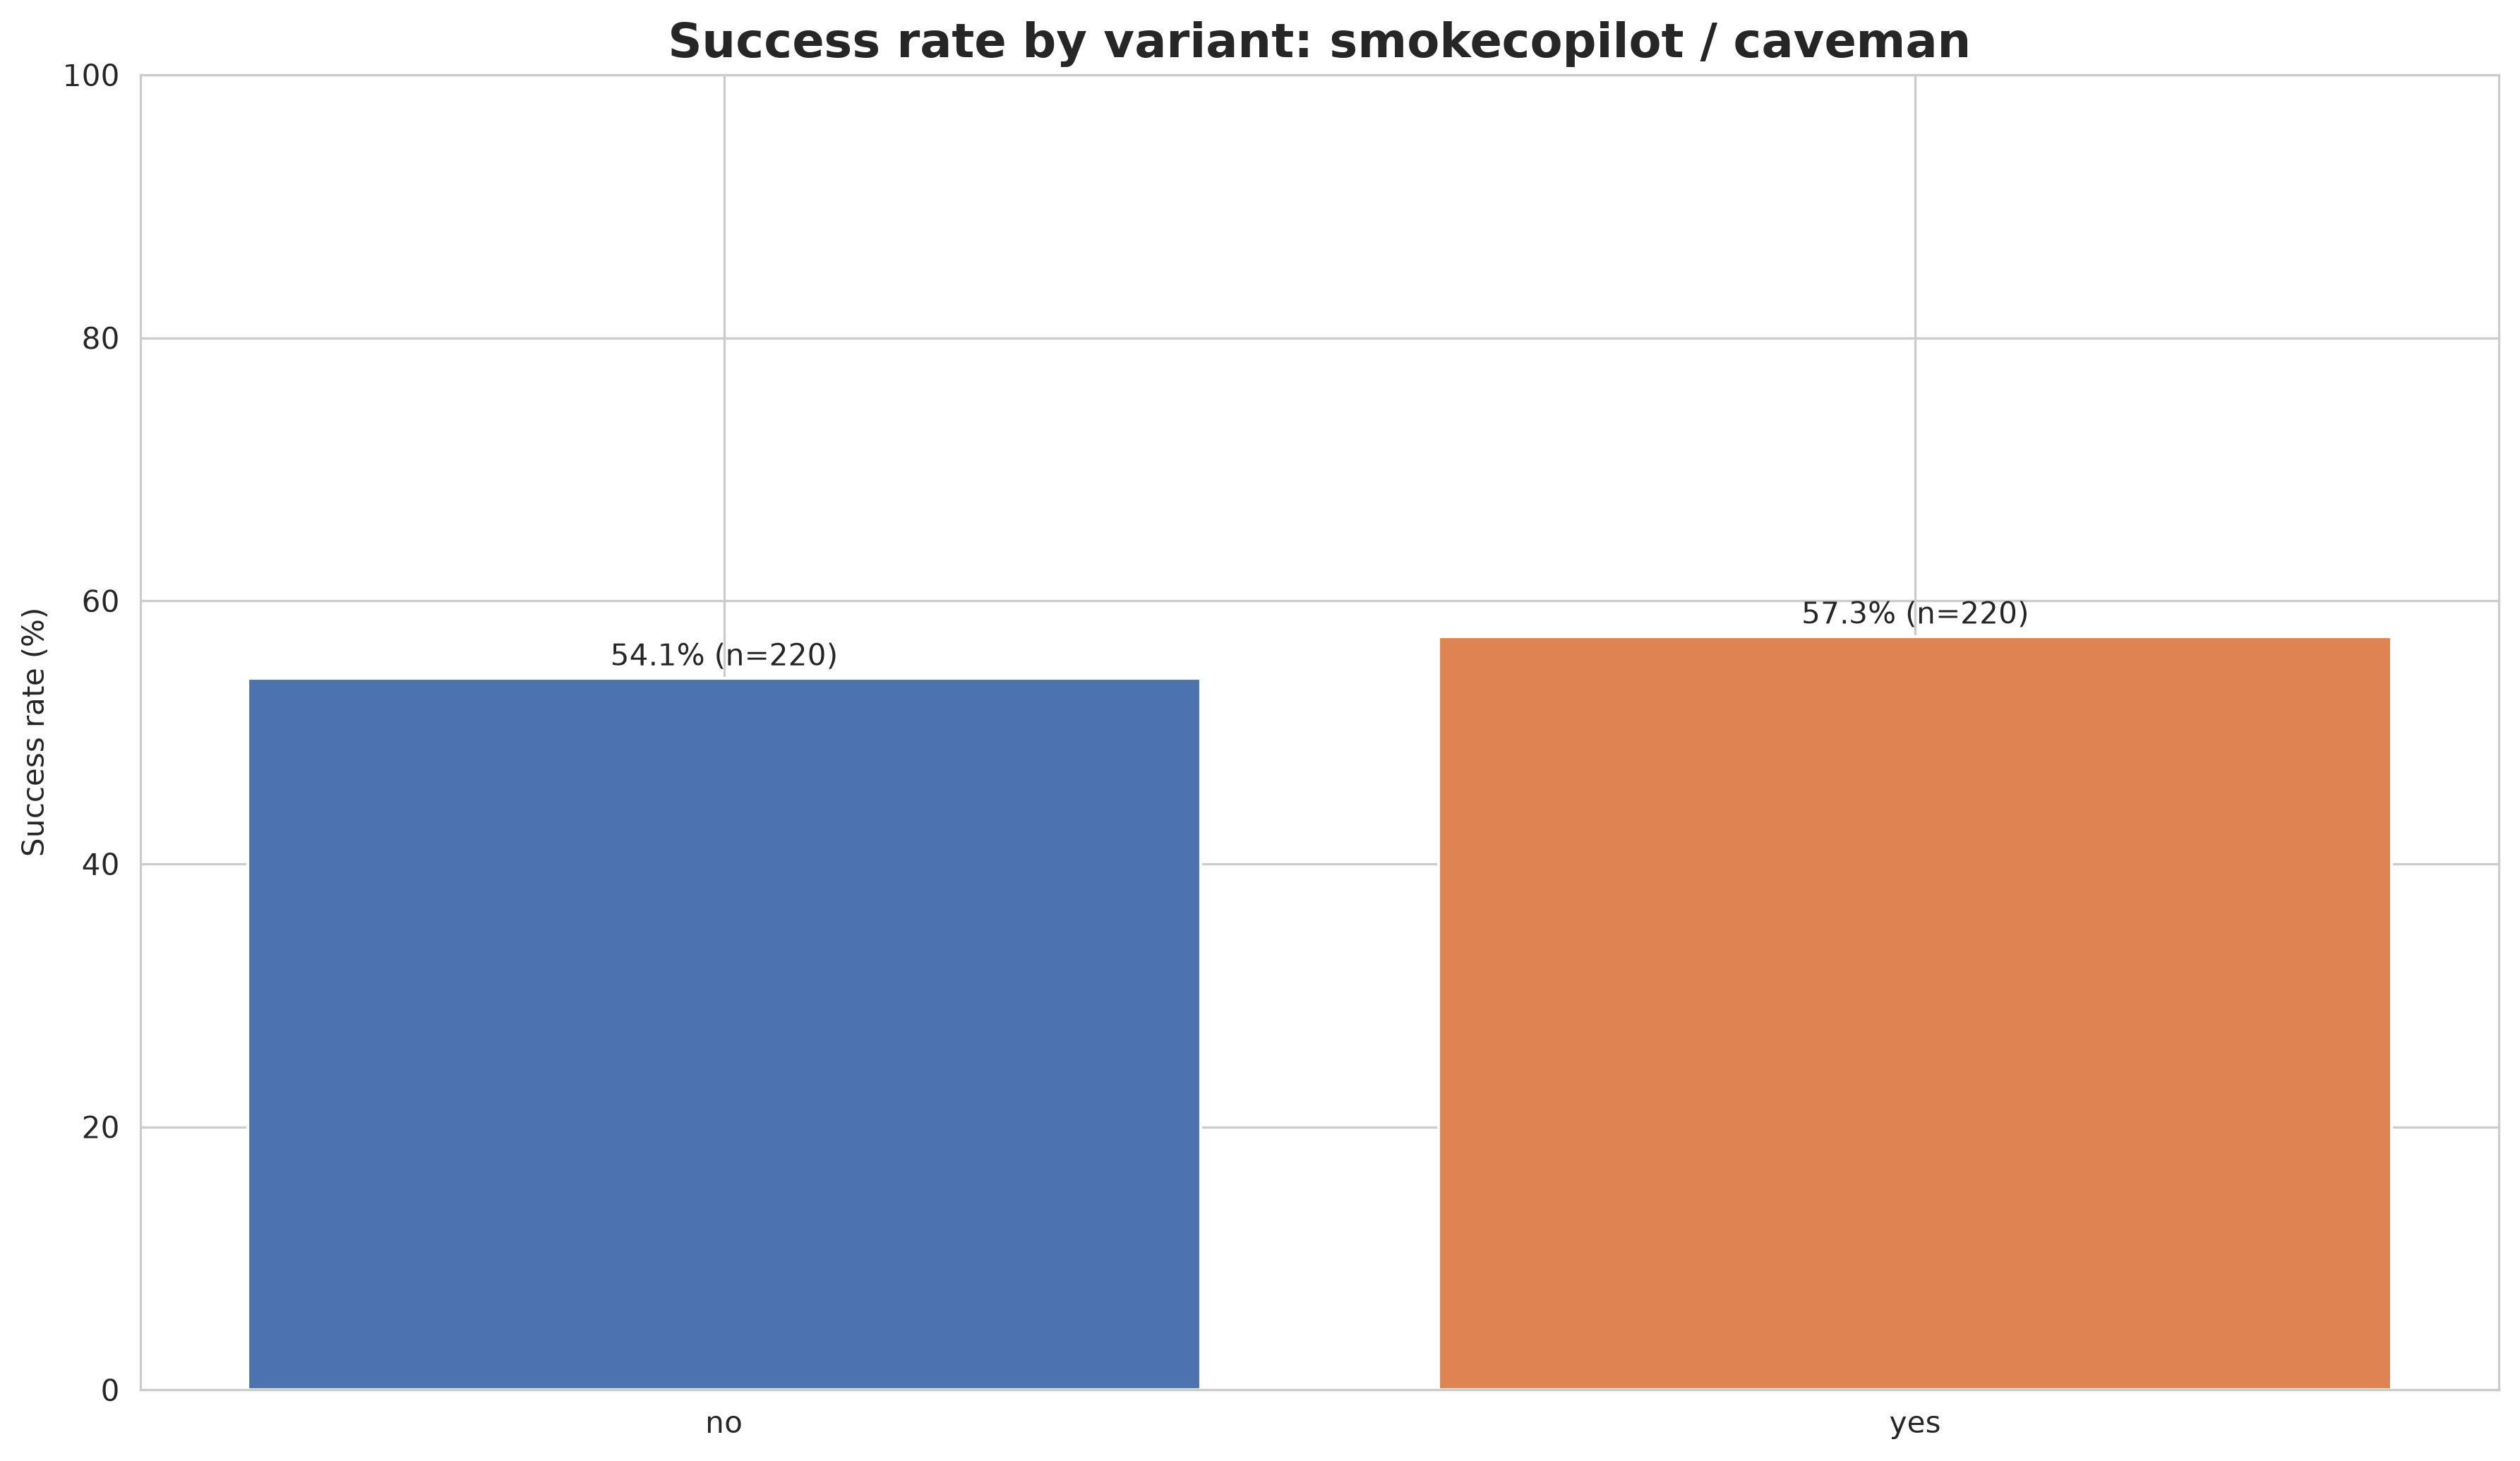 Success rate by variant: smokecopilot / caveman
100
80
60
40
20
0
Success rate (%)
54.1% (n=220)
57.3% (n=220)
no
yes